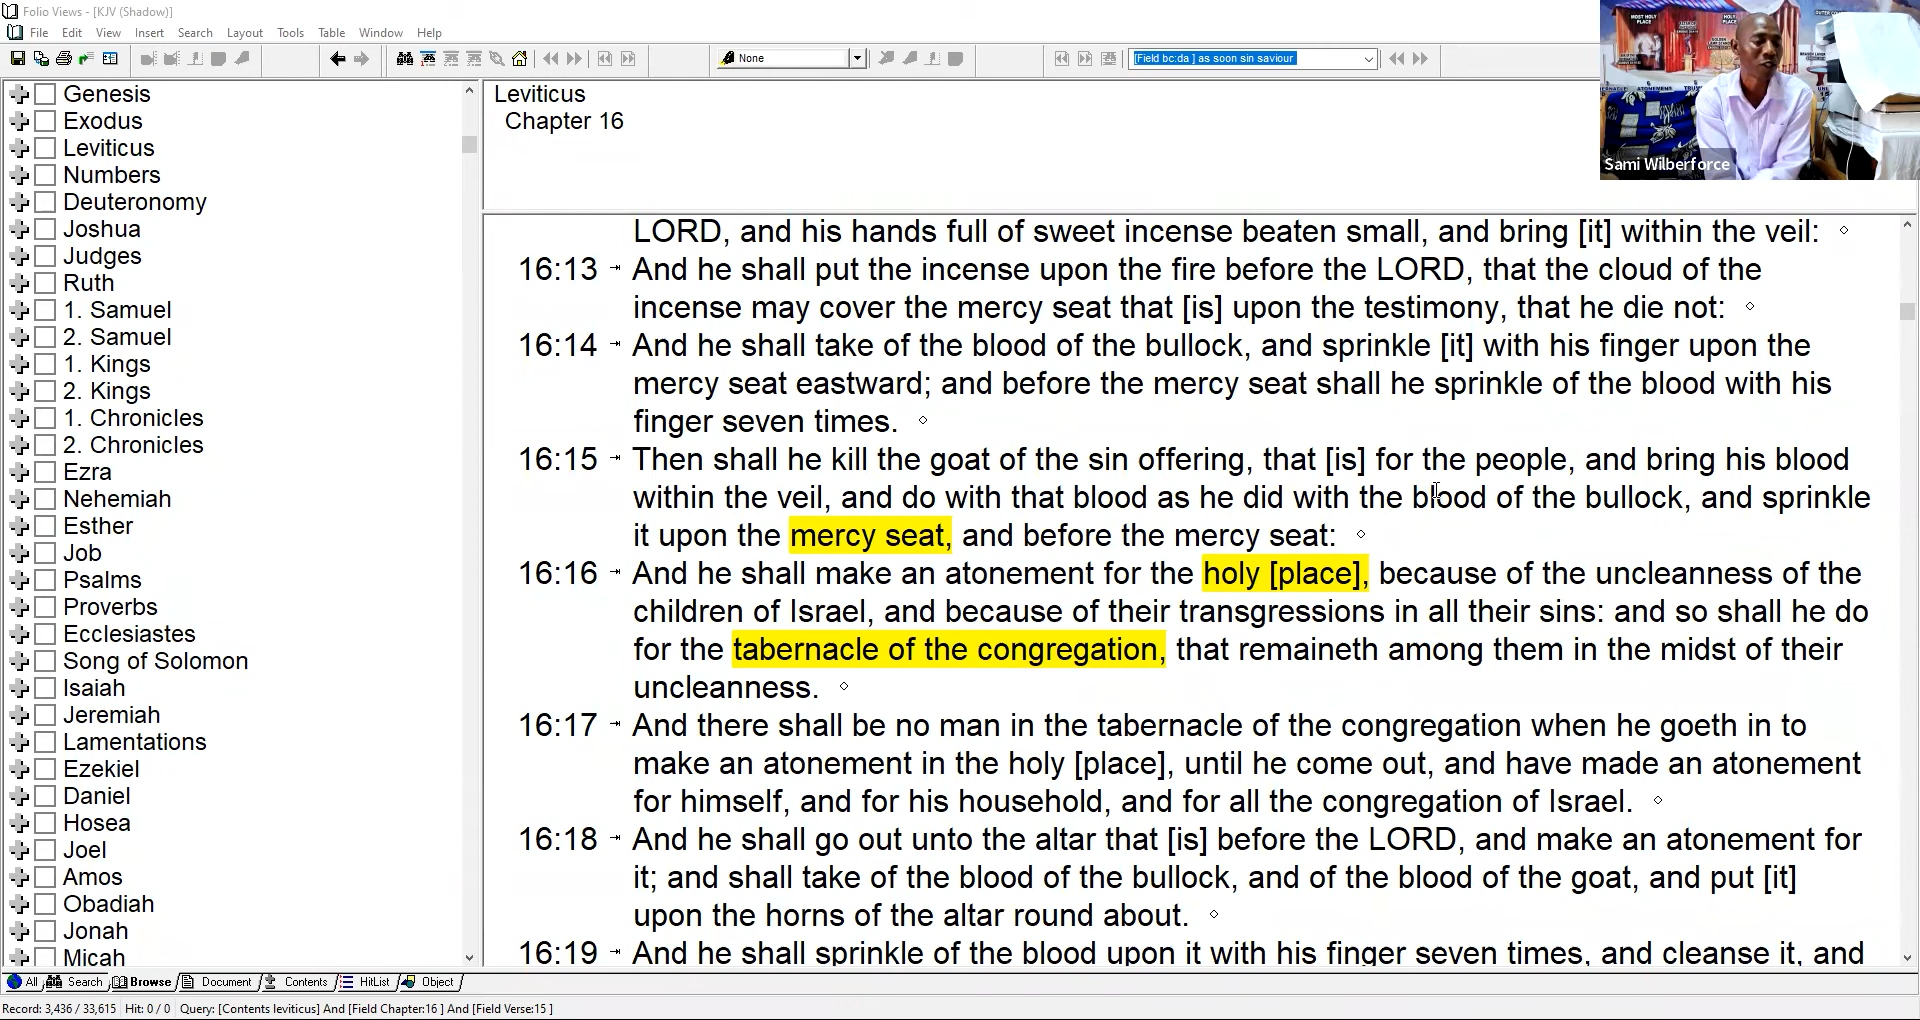 Folio Views - [KJV (Shadow)]
File Edit View Insert Search Layout Tools Table Window Help
None
[Field bc:da ] as soon sin saviour
Genesis
Exodus
Leviticus
Numbers
Deuteronomy
Joshua
Judges
Ruth
1. Samuel
2. Samuel
1. Kings
2. Kings
1. Chronicles
2. Chronicles
Ezra
Nehemiah
Esther
Job
Psalms
Proverbs
Ecclesiastes
Song of Solomon
Isaiah
Jeremiah
Lamentations
Ezekiel
Daniel
Hosea
Joel
Amos
Obadiah
Jonah
Micah
Leviticus
Chapter 16
LORD, and his hands full of sweet incense beaten small, and bring [it] within the veil:
16:13 And he shall put the incense upon the fire before the LORD, that the cloud of the
incense may cover the mercy seat that [is] upon the testimony, that he die not:
16:14 And he shall take of the blood of the bullock, and sprinkle [it] with his finger upon the
mercy seat eastward; and before the mercy seat shall he sprinkle of the blood with his
finger seven times.
16:15 Then shall he kill the goat of the sin offering, that [is] for the people, and bring his blood
within the veil, and do with that blood as he did with the blood of the bullock, and sprinkle
it upon the mercy seat, and before the mercy seat:
16:16 And he shall make an atonement for the holy [place], because of the uncleanness of the
children of Israel, and because of their transgressions in all their sins: and so shall he do
for the tabernacle of the congregation, that remaineth among them in the midst of their
uncleanness.
16:17 And there shall be no man in the tabernacle of the congregation when he goeth in to
make an atonement in the holy [place], until he come out, and have made an atonement
for himself, and for his household, and for all the congregation of Israel.
16:18 And he shall go out unto the altar that [is] before the LORD, and make an atonement for
it; and shall take of the blood of the bullock, and of the blood of the goat, and put [it]
upon the horns of the altar round about.
16:19 And he shall sprinkle of the blood upon it with his finger seven times, and cleanse it, and
MOST HOLY
PLACE
HOLY
PLACE
Sami Wilberforce
All Search Browse Document Contents HitList Object
Record: 3,436 / 33,615 Hit: 0 / 0 Query: [Contents leviticus] And [Field Chapter:16 ] And [Field Verse:15 ]